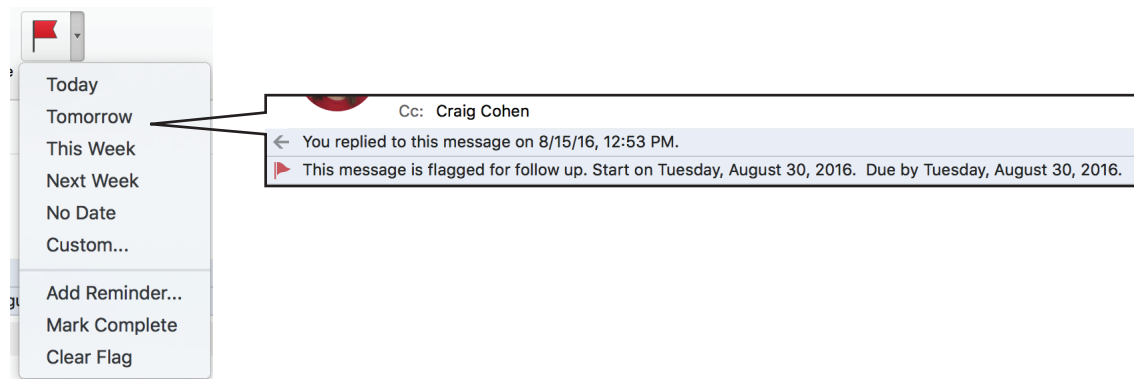 Today
Tomorrow
This Week
Next Week
No Date
Custom...
Add Reminder...
Mark Complete
Clear Flag
Cc: Craig Cohen
You replied to this message on 8/15/16, 12:53 PM.
This message is flagged for follow up. Start on Tuesday, August 30, 2016. Due by Tuesday, August 30, 2016.